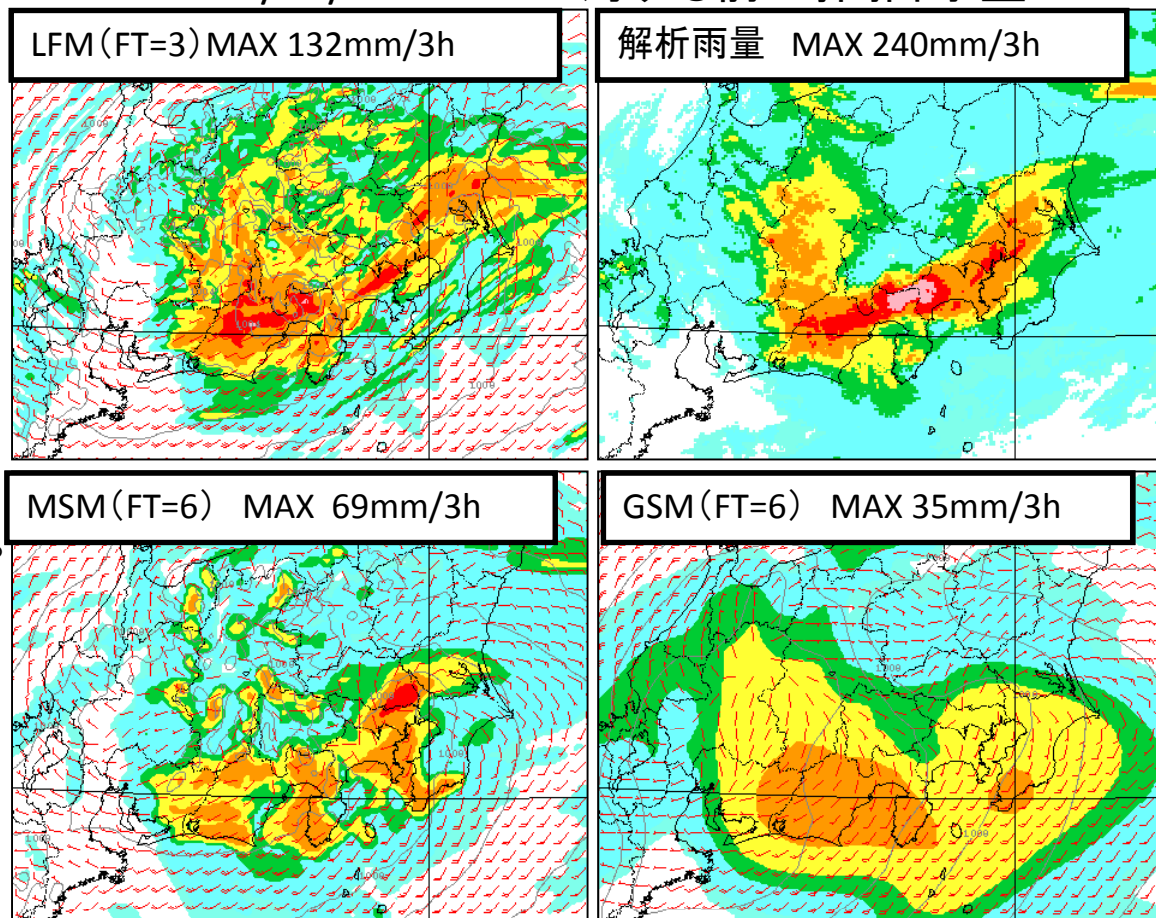 LFM(FT=3) MAX 132mm/3h
解析雨量 MAX 240mm/3h
MSM(FT=6) MAX 69mm/3h
GSM(FT=6) MAX 35mm/3h